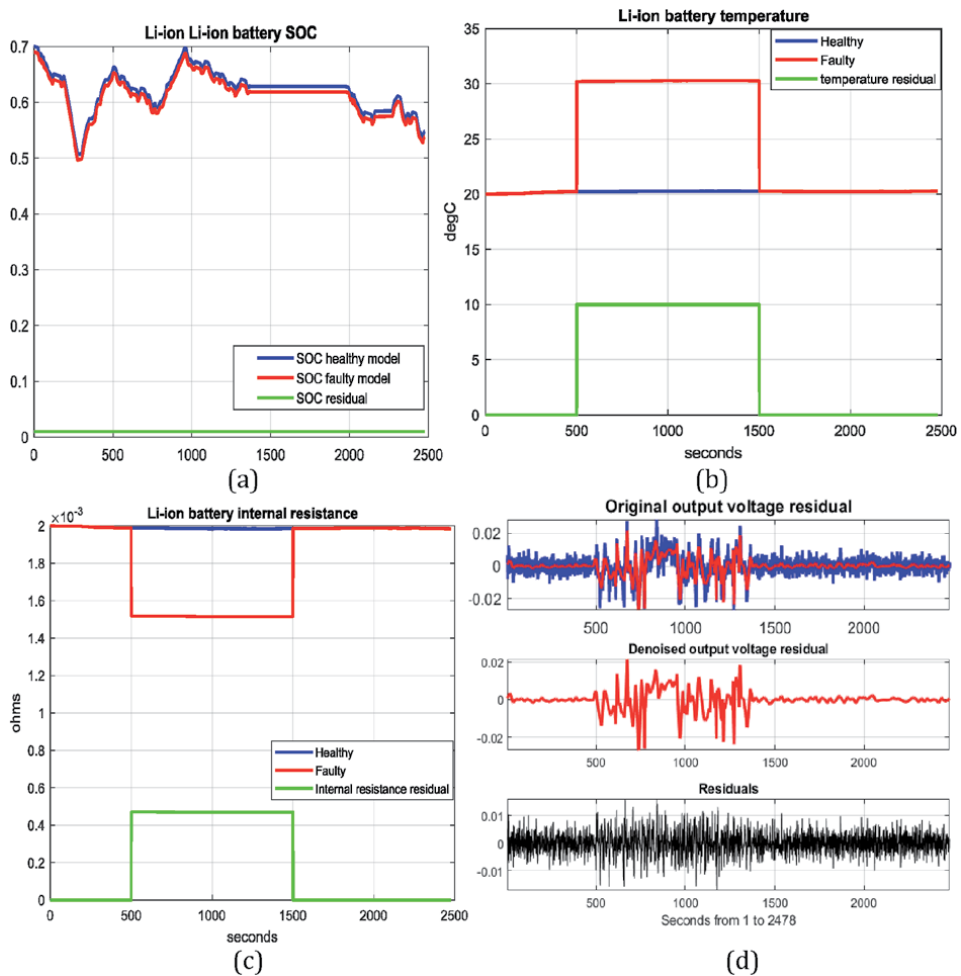 Li-ion Li-ion battery SOC
0.7
0.6
0.5
0.4
0.3
0.2
0.1
0
SOC healthy model
SOC faulty model
SOC residual
0 500 1000 1500 2000 2500
(a)
Li-ion battery temperature
35
30
25
20
15
10
5
0
degC
Healthy
Faulty
temperature residual
0 500 1000 1500 2000 2500
seconds
(b)
Li-ion battery internal resistance
×10⁻³
2
1.8
1.6
1.4
1.2
1
0.8
0.6
0.4
0.2
0
ohms
Healthy
Faulty
Internal resistance residual
0 500 1000 1500 2000 2500
seconds
(c)
Original output voltage residual
0.02
0
-0.02
500 1000 1500 2000
Denoised output voltage residual
0.02
0
-0.02
500 1000 1500 2000
Residuals
0.01
0
-0.01
500 1000 1500 2000
Seconds from 1 to 2478
(d)